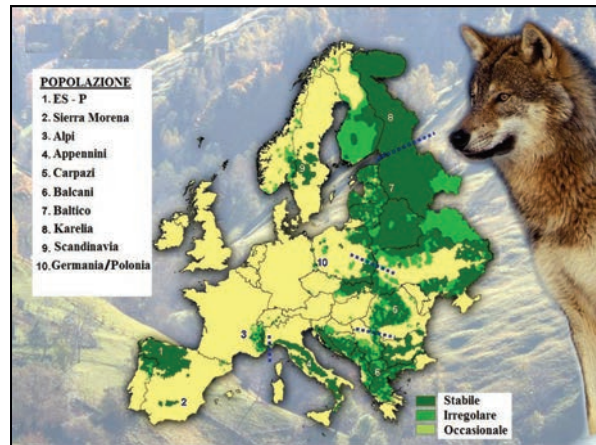 POPOLAZIONE
1. ES - P
2. Sierra Morena
3. Alpi
4. Appennini
5. Carpazi
6. Balcani
7. Baltico
8. Karelia
9. Scandinavia
10. Germania/Polonia
8
9
7
10
5
3
1
6
2
Stabile
Irregolare
Occasionale